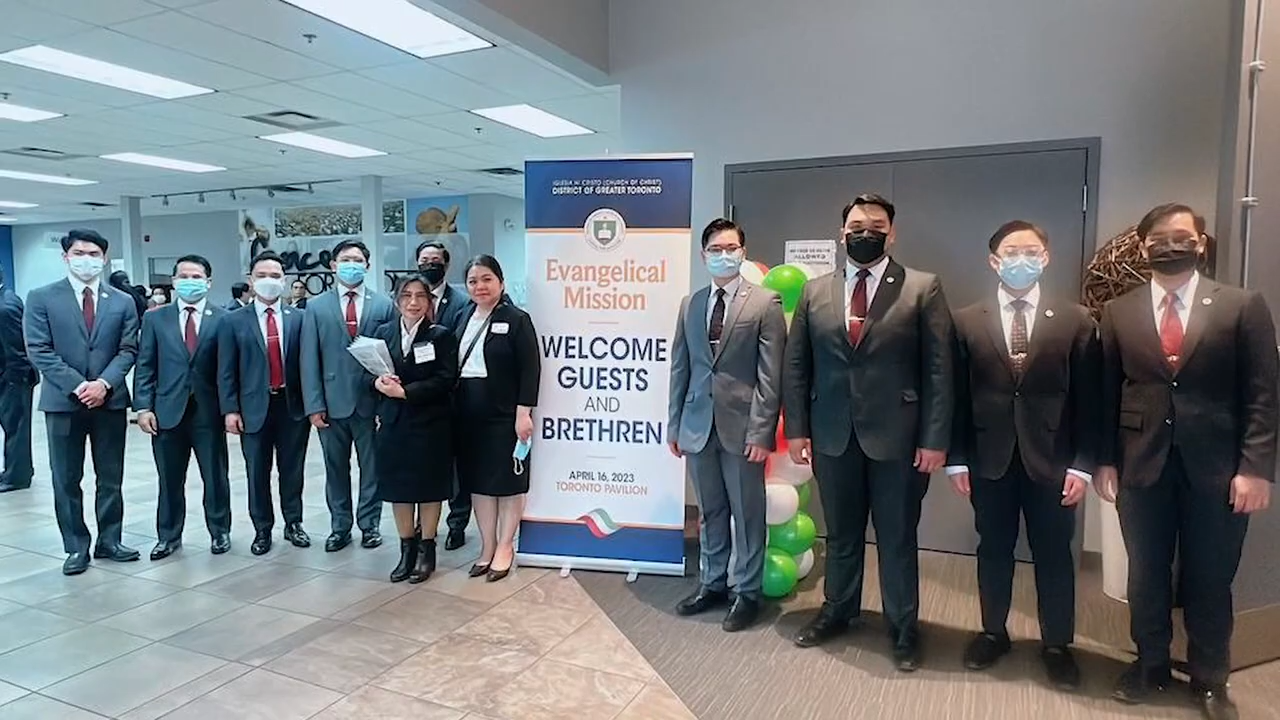 IGLESIA NI CRISTO (CHURCH OF CHRIST)
DISTRICT OF GREATER TORONTO
Evangelical
Mission
WELCOME
GUESTS
AND
BRETHREN
APRIL 16, 2023
TORONTO PAVILION
ALLOWED